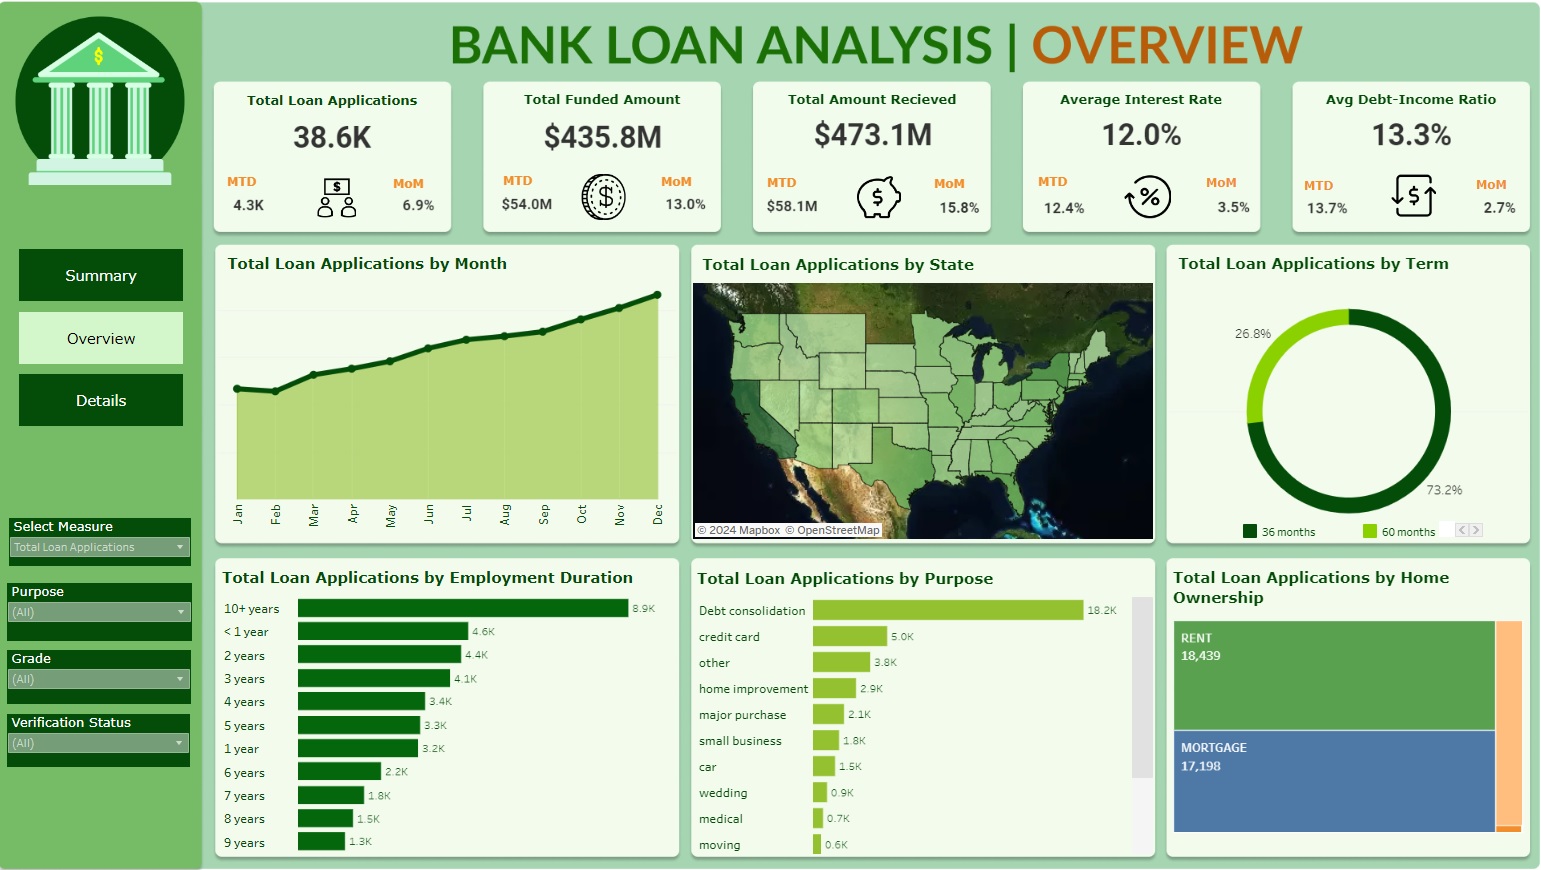 BANK LOAN ANALYSIS | OVERVIEW
$
Summary
Overview
Details
Select Measure
Total Loan Applications
Purpose
(All)
Grade
(All)
Verification Status
(All)
Total Loan Applications
38.6K
MTD
4.3K
$
MoM
6.9%
Total Funded Amount
$435.8M
MTD
$54.0M
$
MoM
13.0%
Total Amount Recieved
$473.1M
MTD
$58.1M
$
MoM
15.8%
Average Interest Rate
12.0%
MTD
12.4%
%
MoM
3.5%
Avg Debt-Income Ratio
13.3%
MTD
13.7%
$
MoM
2.7%
Total Loan Applications by Month
Jan
Feb
Mar
Apr
May
Jun
Jul
Aug
Sep
Oct
Nov
Dec
Total Loan Applications by State
© 2024 Mapbox © OpenStreetMap
Total Loan Applications by Term
26.8%
73.2%
36 months
60 months
Total Loan Applications by Employment Duration
10+ years 8.9K
< 1 year 4.6K
2 years 4.4K
3 years 4.1K
4 years 3.4K
5 years 3.3K
1 year 3.2K
6 years 2.2K
7 years 1.8K
8 years 1.5K
9 years 1.3K
Total Loan Applications by Purpose
Debt consolidation 18.2K
credit card 5.0K
other 3.8K
home improvement 2.9K
major purchase 2.1K
small business 1.8K
car 1.5K
wedding 0.9K
medical 0.7K
moving 0.6K
Total Loan Applications by Home
Ownership
RENT
18,439
MORTGAGE
17,198